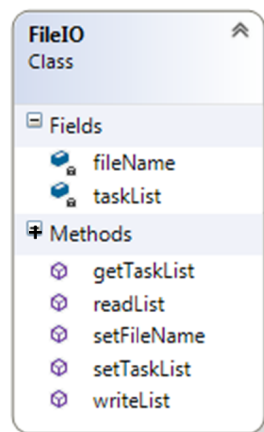 FileIO
Class
Fields
fileName
taskList
Methods
getTaskList
readList
setFileName
setTaskList
writeList